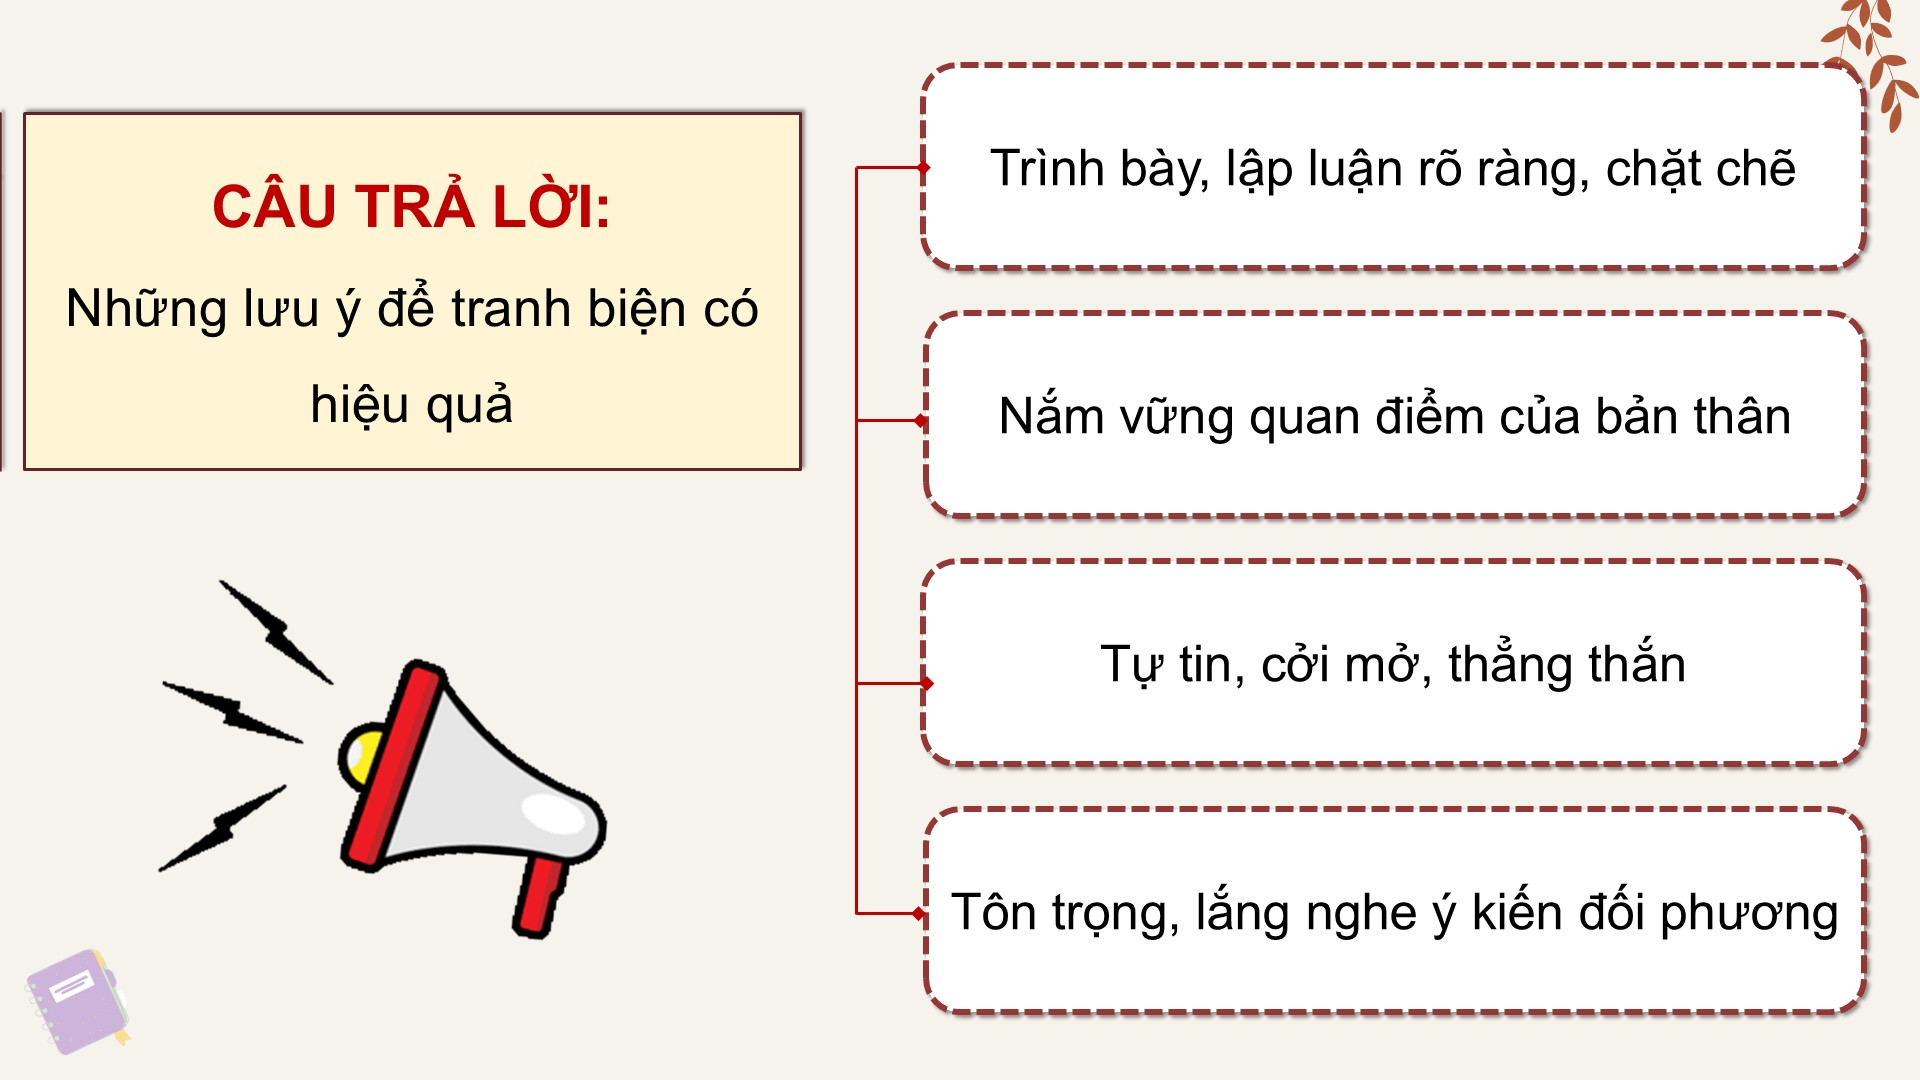 CÂU TRẢ LỜI:
Những lưu ý để tranh biện có
hiệu quả
Trình bày, lập luận rõ ràng, chặt chẽ
Nắm vững quan điểm của bản thân
Tự tin, cởi mở, thẳng thắn
Tôn trọng, lắng nghe ý kiến đối phương